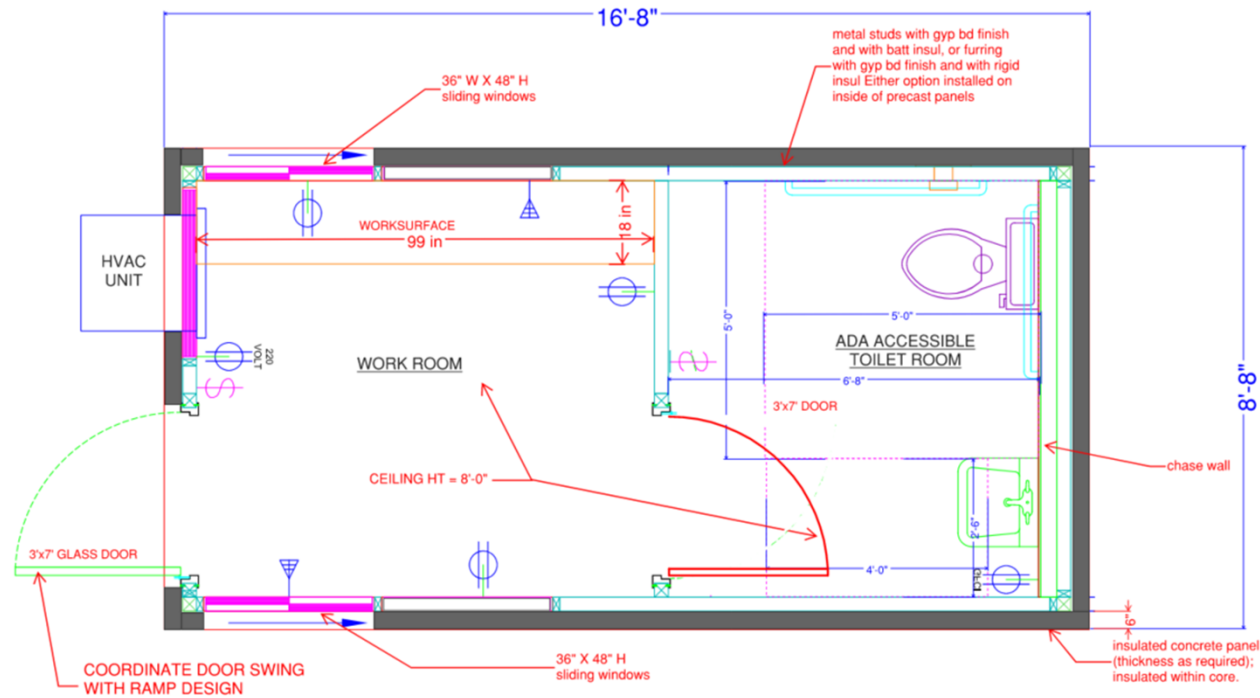 16'-8"
metal studs with gyp bd finish
and with batt insul, or furring
with gyp bd finish and with rigid
insul Either option installed on
inside of precast panels
36" W X 48" H
sliding windows
WORKSURFACE
99 in
18 in
HVAC
UNIT
220
VOLT
WORK ROOM
5'-0"
5'-0"
ADA ACCESSIBLE
TOILET ROOM
6'-8"
3'x7' DOOR
8'-8"
CEILING HT = 8'-0"
chase wall
3'x7' GLASS DOOR
2'-6"
4'-0"
GFCI
6"
COORDINATE DOOR SWING
WITH RAMP DESIGN
36" X 48" H
sliding windows
insulated concrete panel
(thickness as required);
insulated within core.